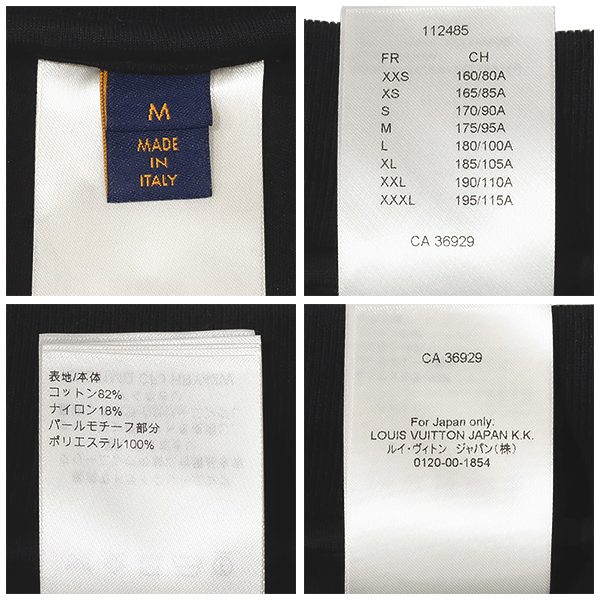 M
MADE
IN
ITALY
112485
FR CH
XXS 160/80A
XS 165/85A
S 170/90A
M 175/95A
L 180/100A
XL 185/105A
XXL 190/110A
XXXL 195/115A
CA 36929
表地/本体
コットン82%
ナイロン18%
パールモチーフ部分
ポリエステル100%
CA 36929
For Japan only:
LOUIS VUITTON JAPAN K.K.
ルイ・ヴィトン ジャパン(株)
0120-00-1854